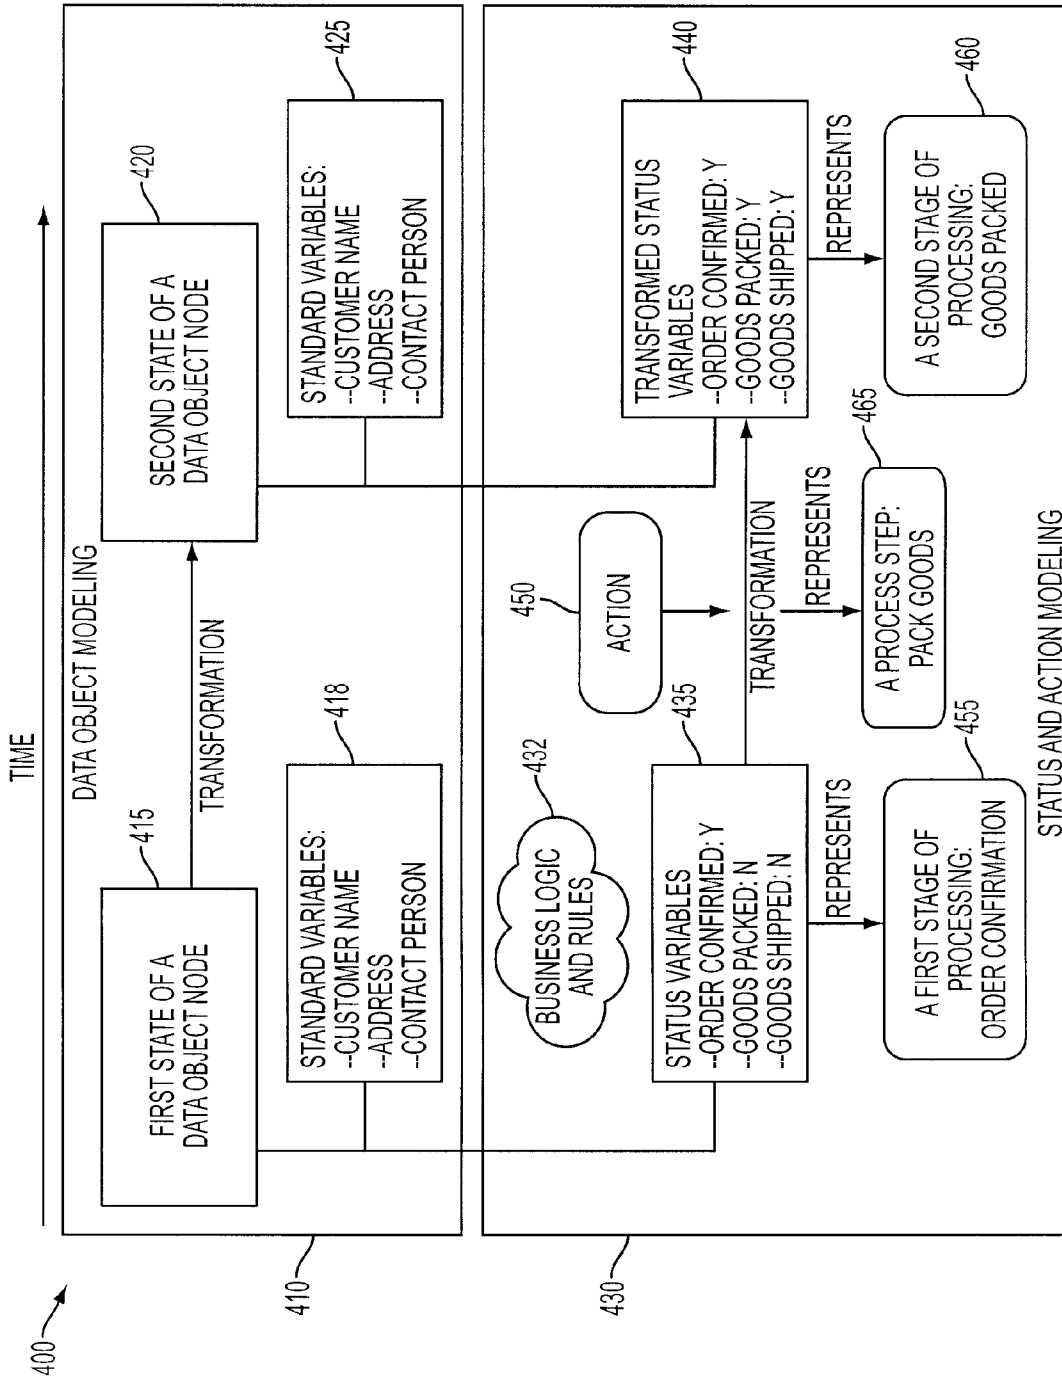 400
TIME
410
DATA OBJECT MODELING
415
FIRST STATE OF A
DATA OBJECT NODE
TRANSFORMATION
420
SECOND STATE OF A
DATA OBJECT NODE
418
STANDARD VARIABLES:
--CUSTOMER NAME
--ADDRESS
--CONTACT PERSON
425
STANDARD VARIABLES:
--CUSTOMER NAME
--ADDRESS
--CONTACT PERSON
430
432
BUSINESS LOGIC
AND RULES
450
ACTION
435
STATUS VARIABLES
--ORDER CONFIRMED: Y
--GOODS PACKED: N
--GOODS SHIPPED: N
TRANSFORMATION
440
TRANSFORMED STATUS
VARIABLES
--ORDER CONFIRMED: Y
--GOODS PACKED: Y
--GOODS SHIPPED: Y
REPRESENTS
REPRESENTS
REPRESENTS
455
A FIRST STAGE OF
PROCESSING:
ORDER CONFIRMATION
465
A PROCESS STEP:
PACK GOODS
460
A SECOND STAGE OF
PROCESSING:
GOODS PACKED
STATUS AND ACTION MODELING